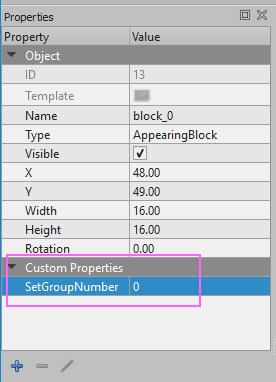 Properties
Property Value
Object
ID 13
Template
Name block_0
Type AppearingBlock
Visible
X 48.00
Y 49.00
Width 16.00
Height 16.00
Rotation 0.00
Custom Properties
SetGroupNumber 0